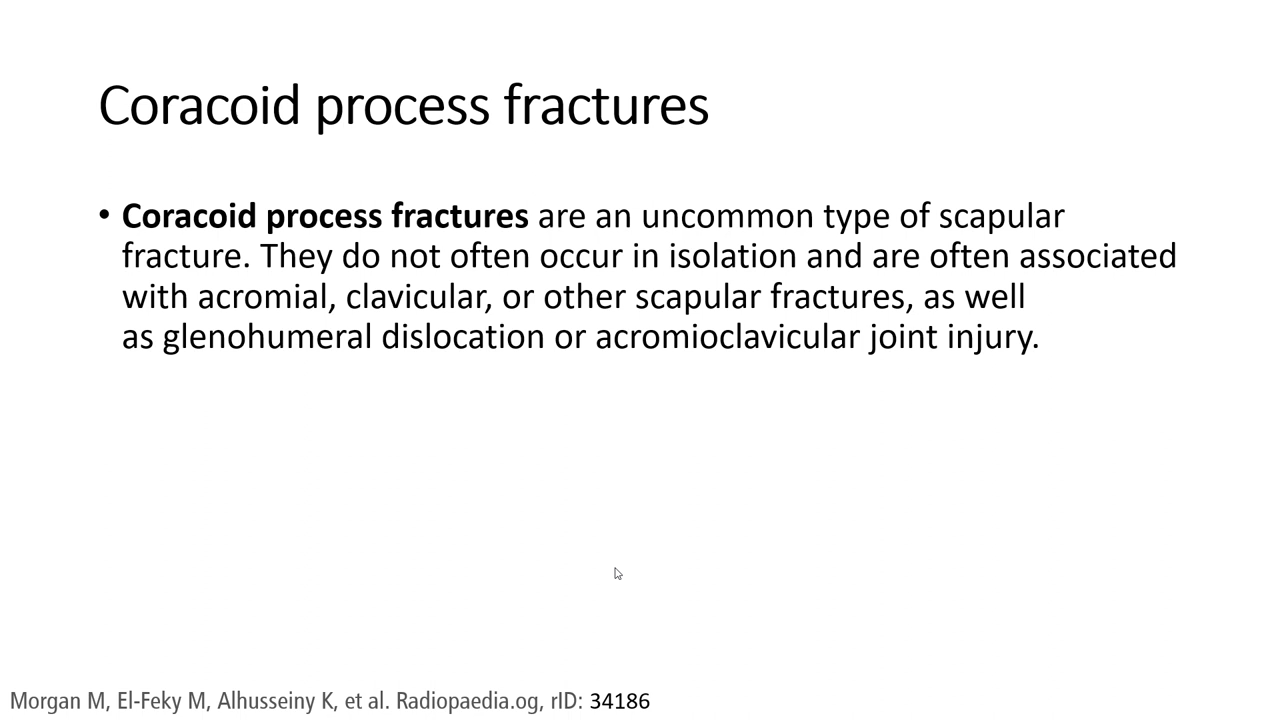 Coracoid process fractures
• Coracoid process fractures are an uncommon type of scapular
fracture. They do not often occur in isolation and are often associated
with acromial, clavicular, or other scapular fractures, as well
as glenohumeral dislocation or acromioclavicular joint injury.
Morgan M, El-Feky M, Alhusseiny K, et al. Radiopaedia.og, rID: 34186